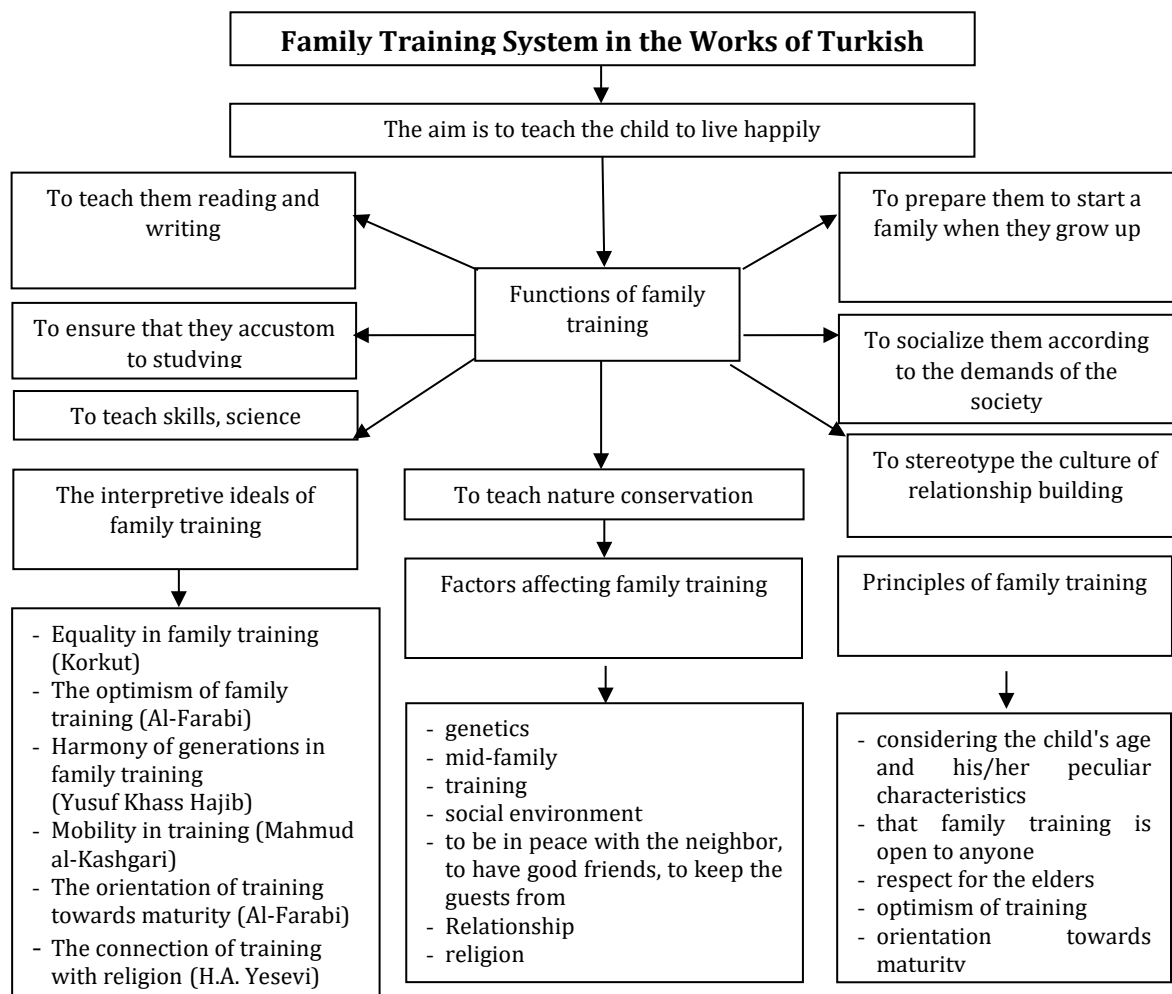 Family Training System in the Works of Turkish
The aim is to teach the child to live happily
To teach them reading and
writing
To prepare them to start a
family when they grow up
Functions of family
training
To ensure that they accustom
to studying
To socialize them according
to the demands of the
society
To teach skills, science
To stereotype the culture of
relationship building
The interpretive ideals of
family training
To teach nature conservation
Factors affecting family training
Principles of family training
- Equality in family training
(Korkut)
- The optimism of family
training (Al-Farabi)
- Harmony of generations in
family training
(Yusuf Khass Hajib)
- Mobility in training (Mahmud
al-Kashgari)
- The orientation of training
towards maturity (Al-Farabi)
- The connection of training
with religion (H.A. Yesevi)
- genetics
- mid-family
- training
- social environment
- to be in peace with the neighbor,
to have good friends, to keep the
guests from
- Relationship
- religion
- considering the child's age
and his/her peculiar
characteristics
- that family training is
open to anyone
- respect for the elders
- optimism of training
- orientation towards
maturity